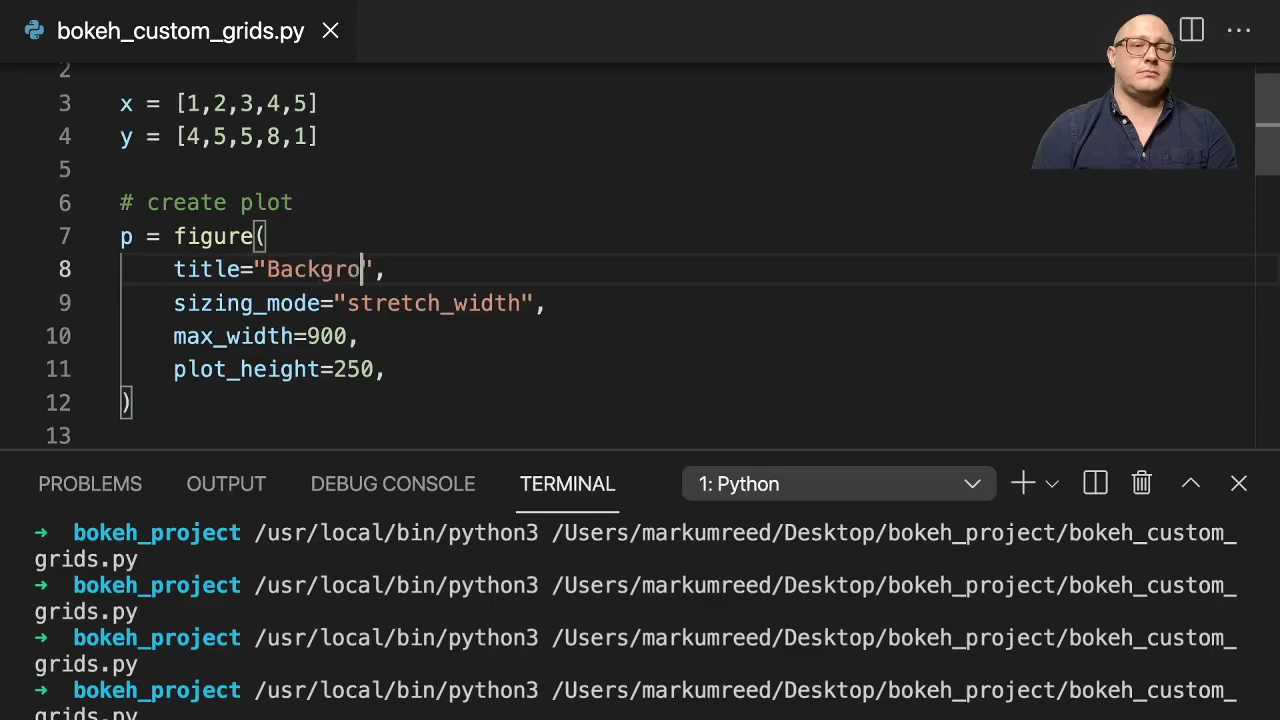 bokeh_custom_grids.py
2
3 x = [1,2,3,4,5]
4 y = [4,5,5,8,1]
5
6 # create plot
7 p = figure(
8 title="Backgro",
9 sizing_mode="stretch_width",
10 max_width=900,
11 plot_height=250,
12 )
13
PROBLEMS OUTPUT DEBUG CONSOLE TERMINAL 1: Python
➜ bokeh_project /usr/local/bin/python3 /Users/markumreed/Desktop/bokeh_project/bokeh_custom_
grids.py
➜ bokeh_project /usr/local/bin/python3 /Users/markumreed/Desktop/bokeh_project/bokeh_custom_
grids.py
➜ bokeh_project /usr/local/bin/python3 /Users/markumreed/Desktop/bokeh_project/bokeh_custom_
grids.py
➜ bokeh_project /usr/local/bin/python3 /Users/markumreed/Desktop/bokeh_project/bokeh_custom_
grids.py